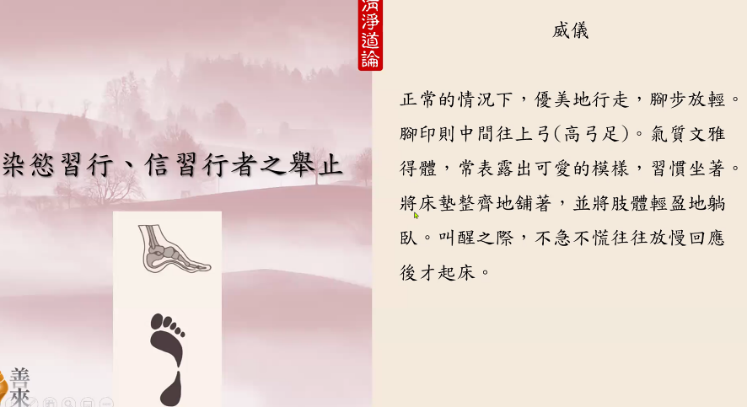 清淨道論
染慾習行、信習行者之舉止
善來
威儀
正常的情況下，優美地行走，腳步放輕。
腳印則中間往上弓(高弓足)。氣質文雅
得體，常表露出可愛的模樣，習慣坐著。
將床墊整齊地舖著，並將肢體輕盈地躺
臥。叫醒之際，不急不慌往往放慢回應
後才起床。